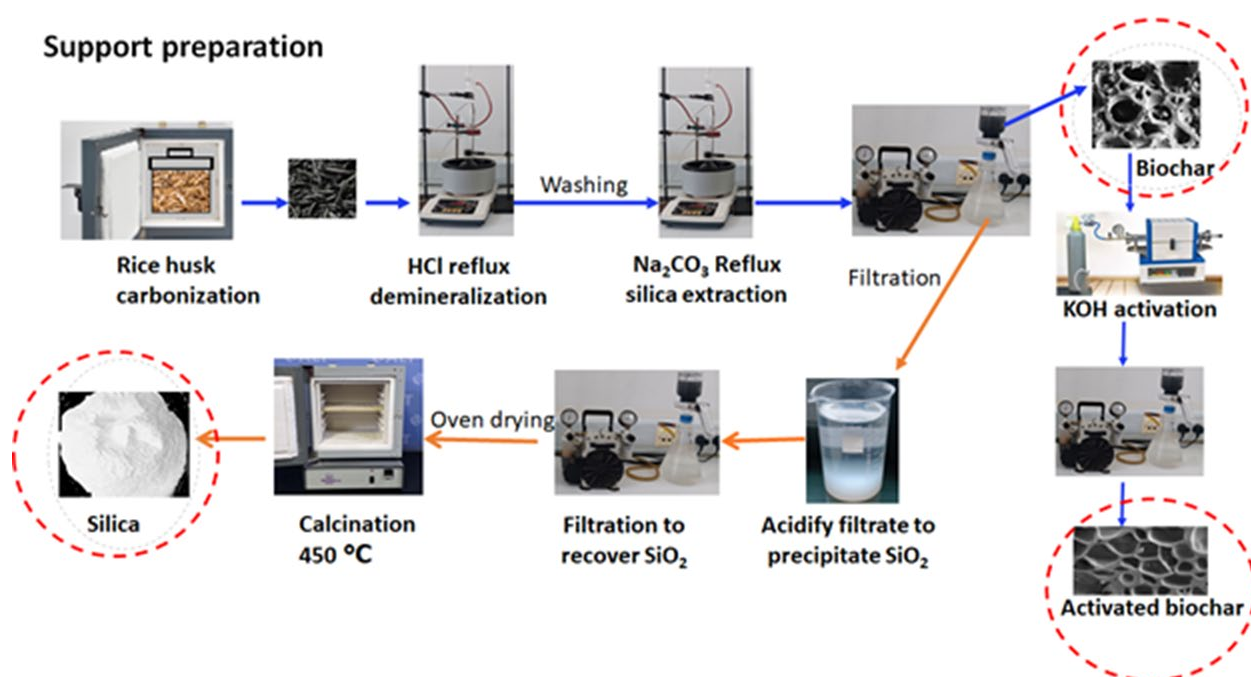 Support preparation
Rice husk
carbonization
HCl reflux
demineralization
Washing
Na₂CO₃ Reflux
silica extraction
Filtration
Biochar
KOH activation
Silica
Calcination
450 °C
Oven drying
Filtration to
recover SiO₂
Acidify filtrate to
precipitate SiO₂
Activated biochar